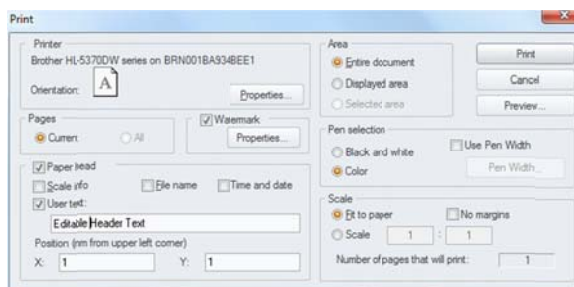 Print
Printer
Brother HL-5370DW series on BRN001BA934BEE1
Orientation:
A
Properties...
Pages
Current
All
Watermark
Properties...
Paper head
Scale info
File name
Time and date
User text:
Editable Header Text
Position (nm from upper left corner)
X: 1
Y: 1
Area
Entire document
Displayed area
Selected area
Print
Cancel
Preview...
Pen selection
Black and white
Color
Use Pen Width
Pen Width...
Scale
Fit to paper
No margins
Scale 1 : 1
Number of pages that will print: 1